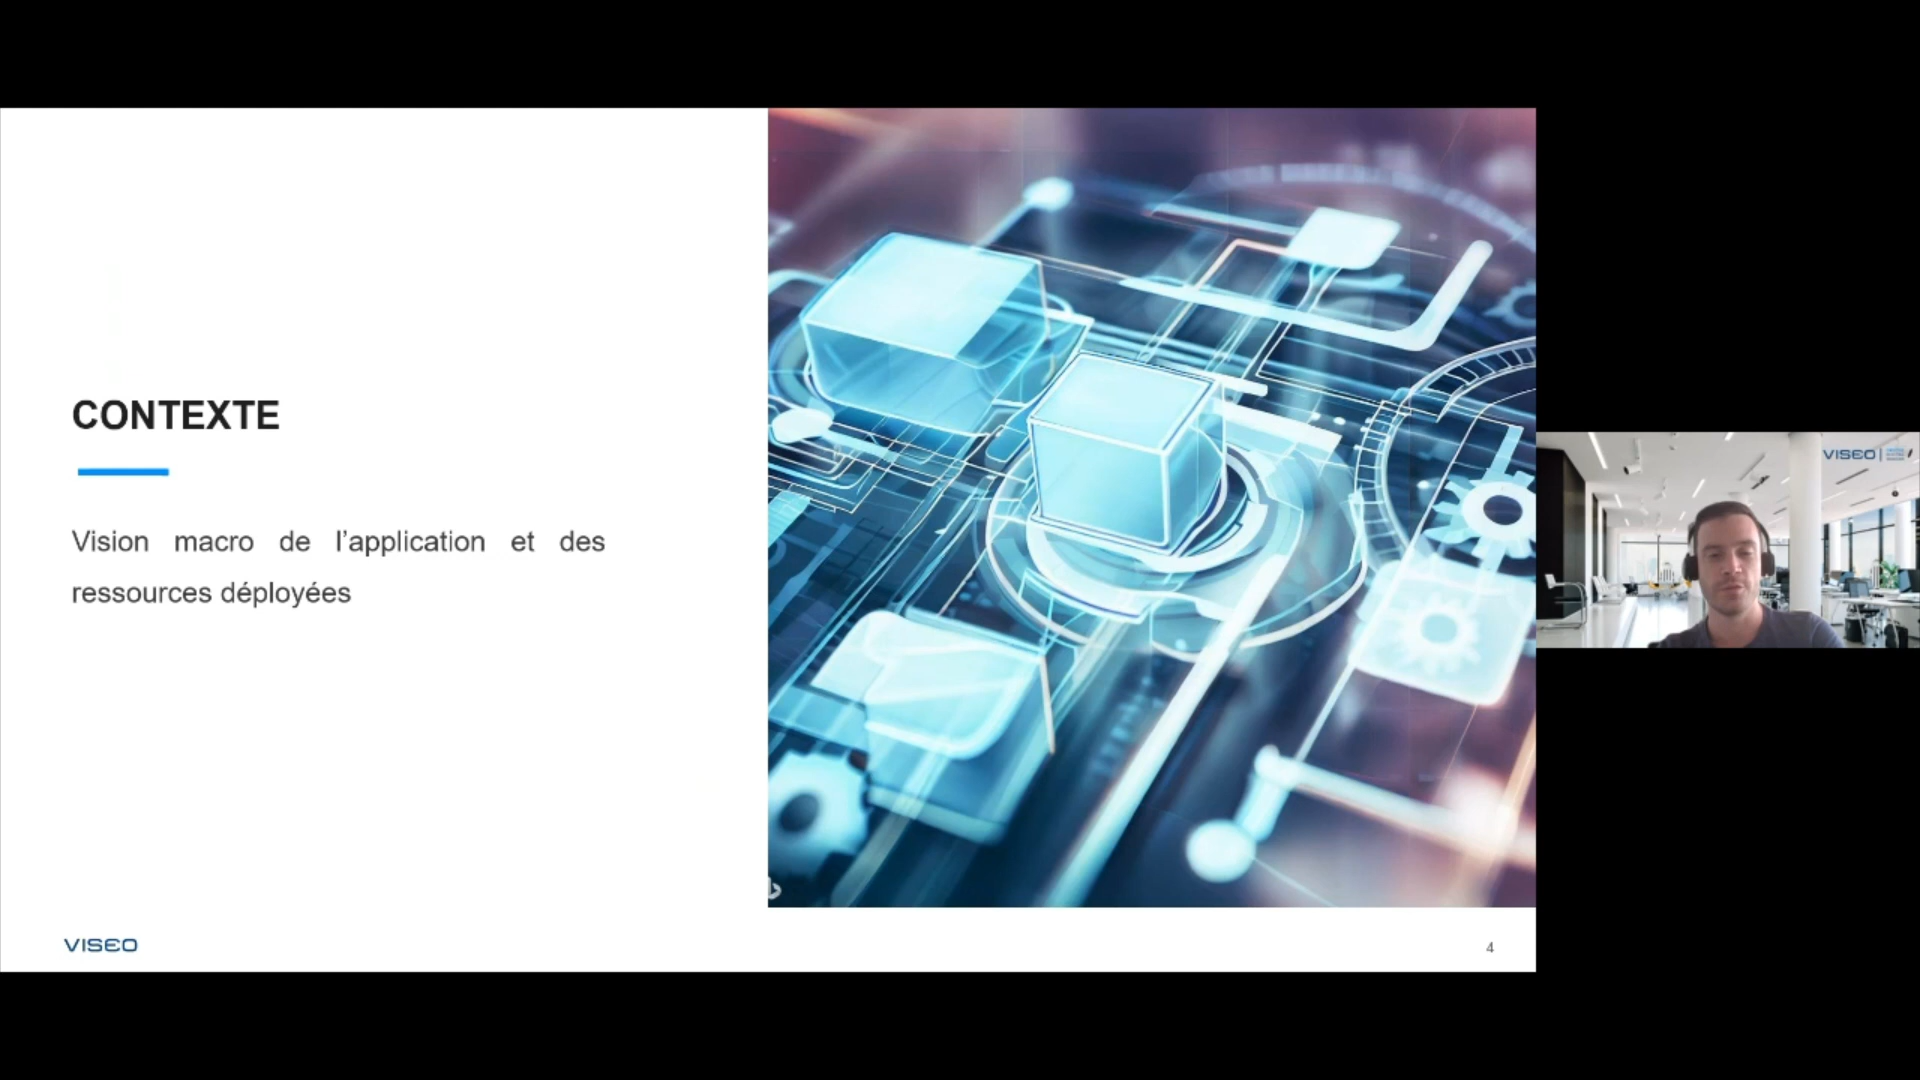 CONTEXTE
Vision macro de l’application et des
ressources déployées
VISEO
4
VISEO